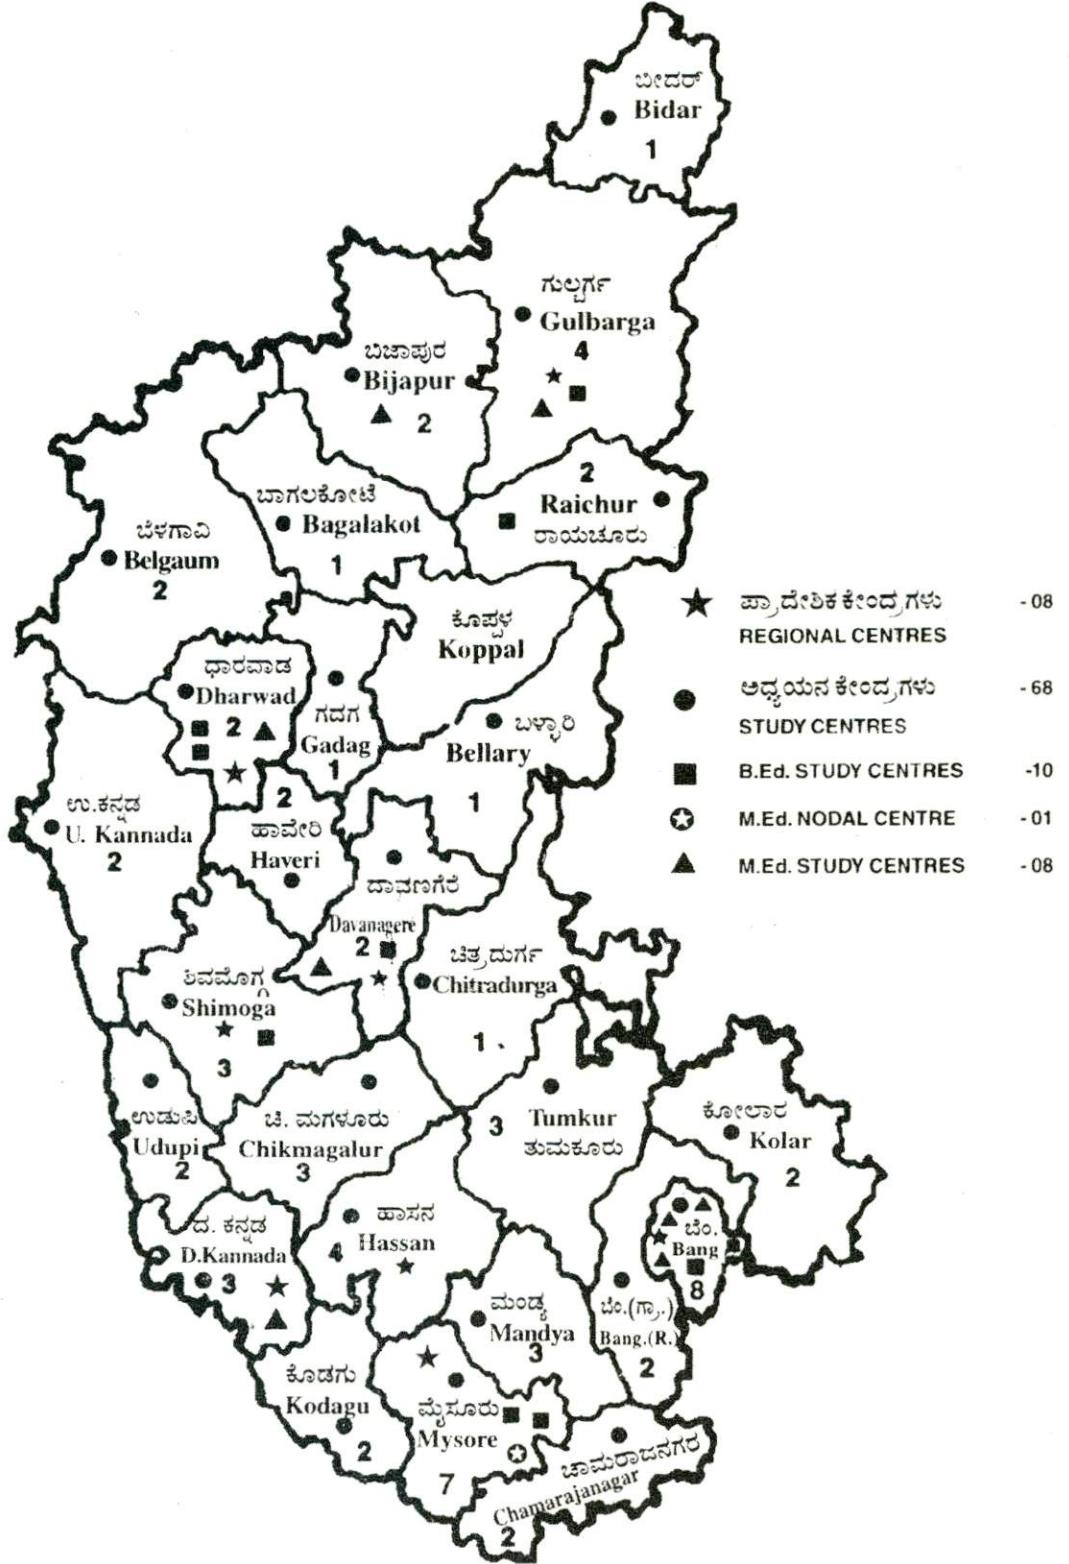 ಬೀದರ್
Bidar
1
ಗುಲ್ಬರ್ಗ
Gulbarga
4
ಬಿಜಾಪುರ
Bijapur
2
2
Raichur
ರಾಯಚೂರು
ಬಾಗಲಕೋಟೆ
Bagalakot
1
ಬೆಳಗಾವಿ
Belgaum
2
ಕೊಪ್ಪಳ
Koppal
ಧಾರವಾಡ
Dharwad
2
ಗದಗ
Gadag
1
ಬಳ್ಳಾರಿ
Bellary
1
ಉ.ಕನ್ನಡ
U. Kannada
2
2
ಹಾವೇರಿ
Haveri
ದಾವಣಗೆರೆ
Davanagere
2
ಚಿತ್ರದುರ್ಗ
Chitradurga
1
ಶಿವಮೊಗ್ಗ
Shimoga
3
ಉಡುಪಿ
Udupi
2
ಚಿ. ಮಗಳೂರು
Chikmagalur
3
3
Tumkur
ತುಮಕೂರು
ಕೋಲಾರ
Kolar
2
ದ. ಕನ್ನಡ
D.Kannada
3
ಹಾಸನ
Hassan
4
ಬೆಂ.
Bang
8
ಬೆಂ.(ಗ್ರಾ.)
Bang.(R.)
2
ಮಂಡ್ಯ
Mandya
3
ಕೊಡಗು
Kodagu
2
ಮೈಸೂರು
Mysore
7
ಚಾಮರಾಜನಗರ
Chamarajanagar
2
ಪ್ರಾದೇಶಿಕ ಕೇಂದ್ರಗಳು - 08
REGIONAL CENTRES
ಅಧ್ಯಯನ ಕೇಂದ್ರಗಳು - 68
STUDY CENTRES
B.Ed. STUDY CENTRES -10
M.Ed. NODAL CENTRE - 01
M.Ed. STUDY CENTRES - 08